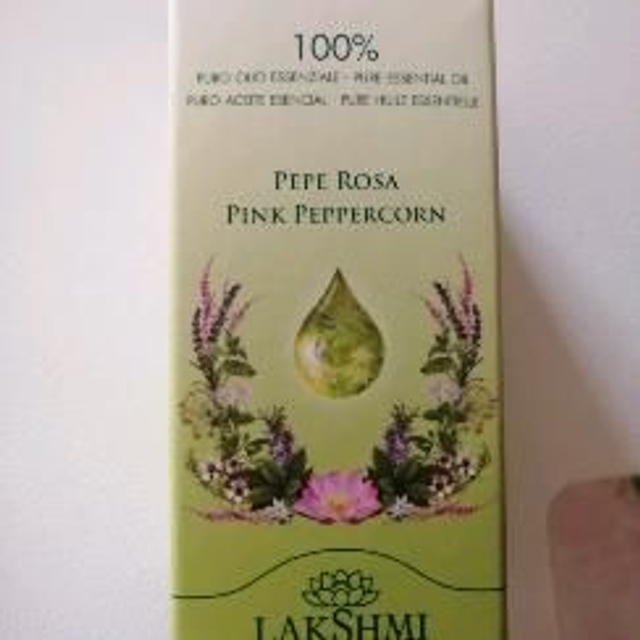 100%
PURO OLIO ESSENZIALE - PURE ESSENTIAL OIL
PURO ACEITE ESENCIAL - PURE HUILE ESSENTIELLE
PEPE ROSA
PINK PEPPERCORN
LAKSHMI